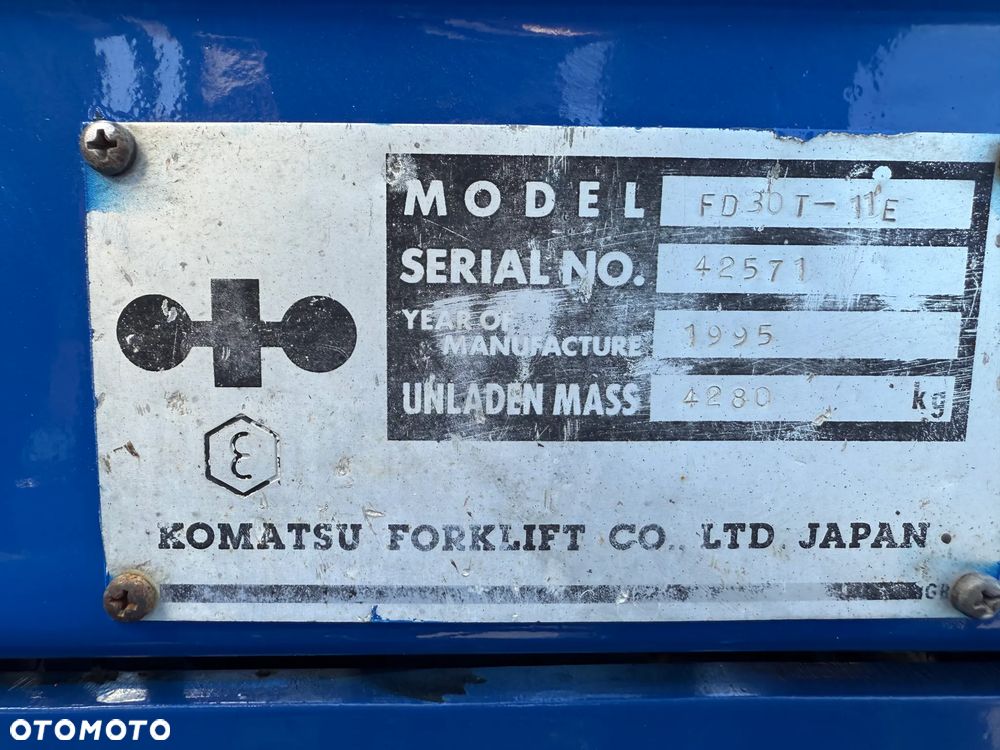 MODEL FD30T-11E
SERIAL NO. 42571
YEAR OF MANUFACTURE 1995
UNLADEN MASS 4280 kg
ε
KOMATSU FORKLIFT CO., LTD JAPAN.
GB
OTOMOTO